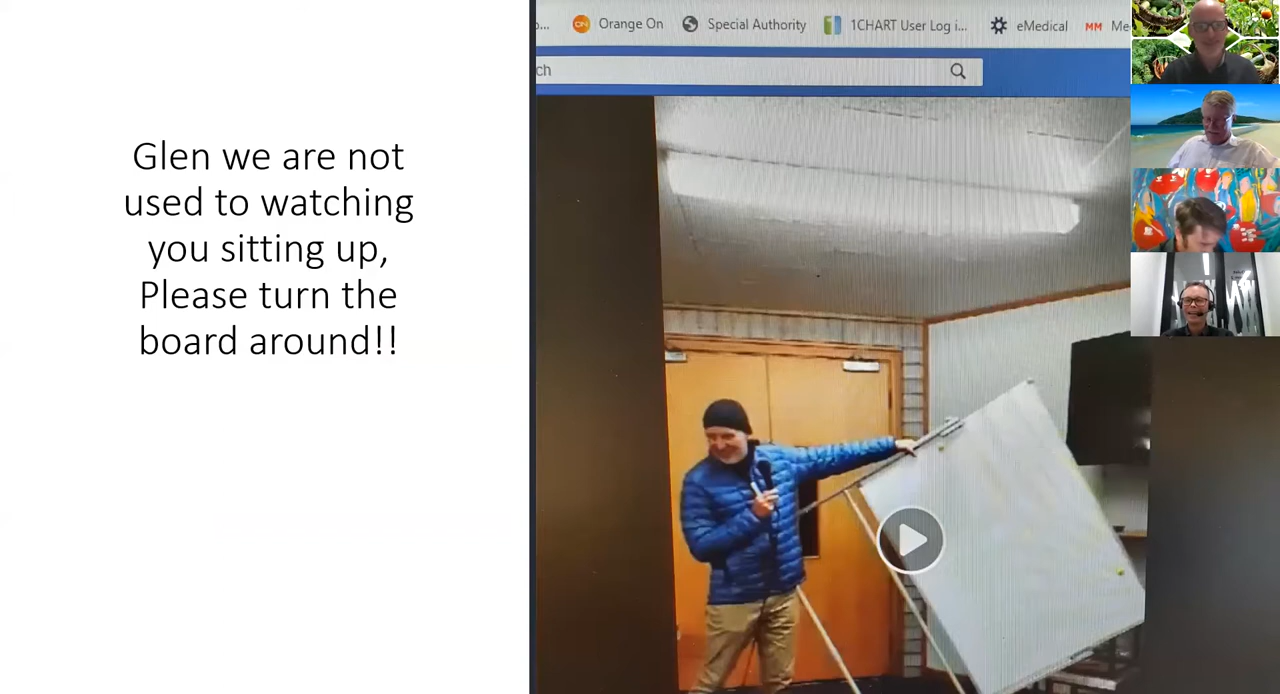 Glen we are not
used to watching
you sitting up,
Please turn the
board around!!
ON Orange On Special Authority 1CHART User Log i... eMedical MM
ch